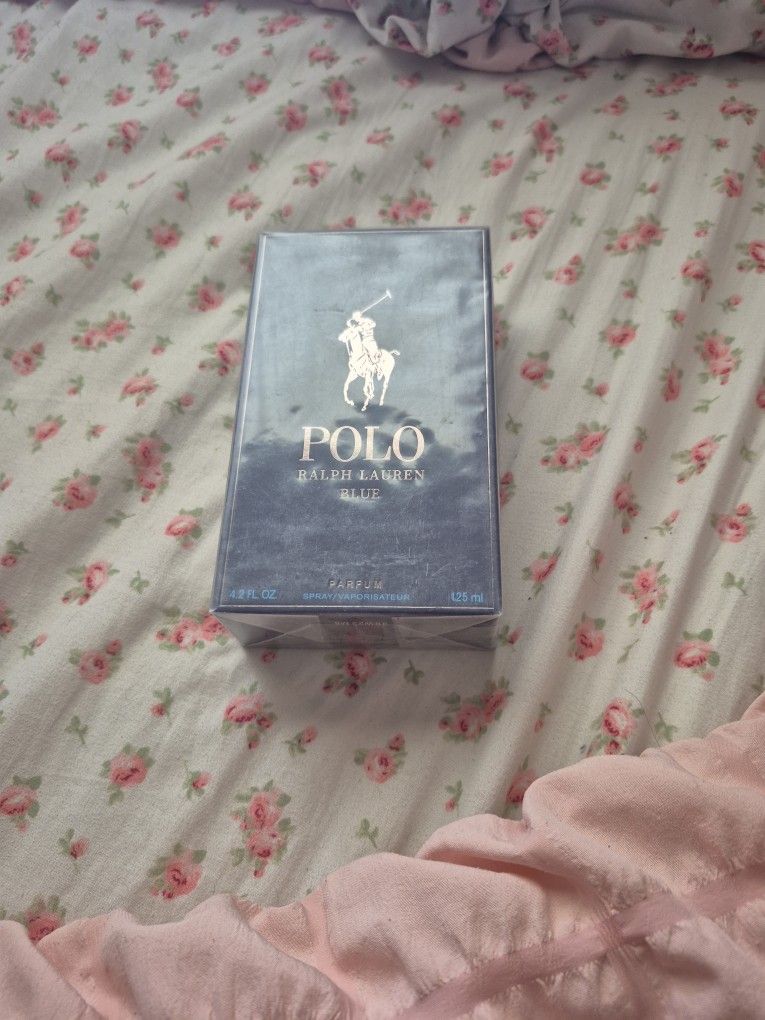 POLO
RALPH LAUREN
BLUE
PARFUM
4.2 FL. OZ. SPRAY/VAPORISATEUR 125 ml